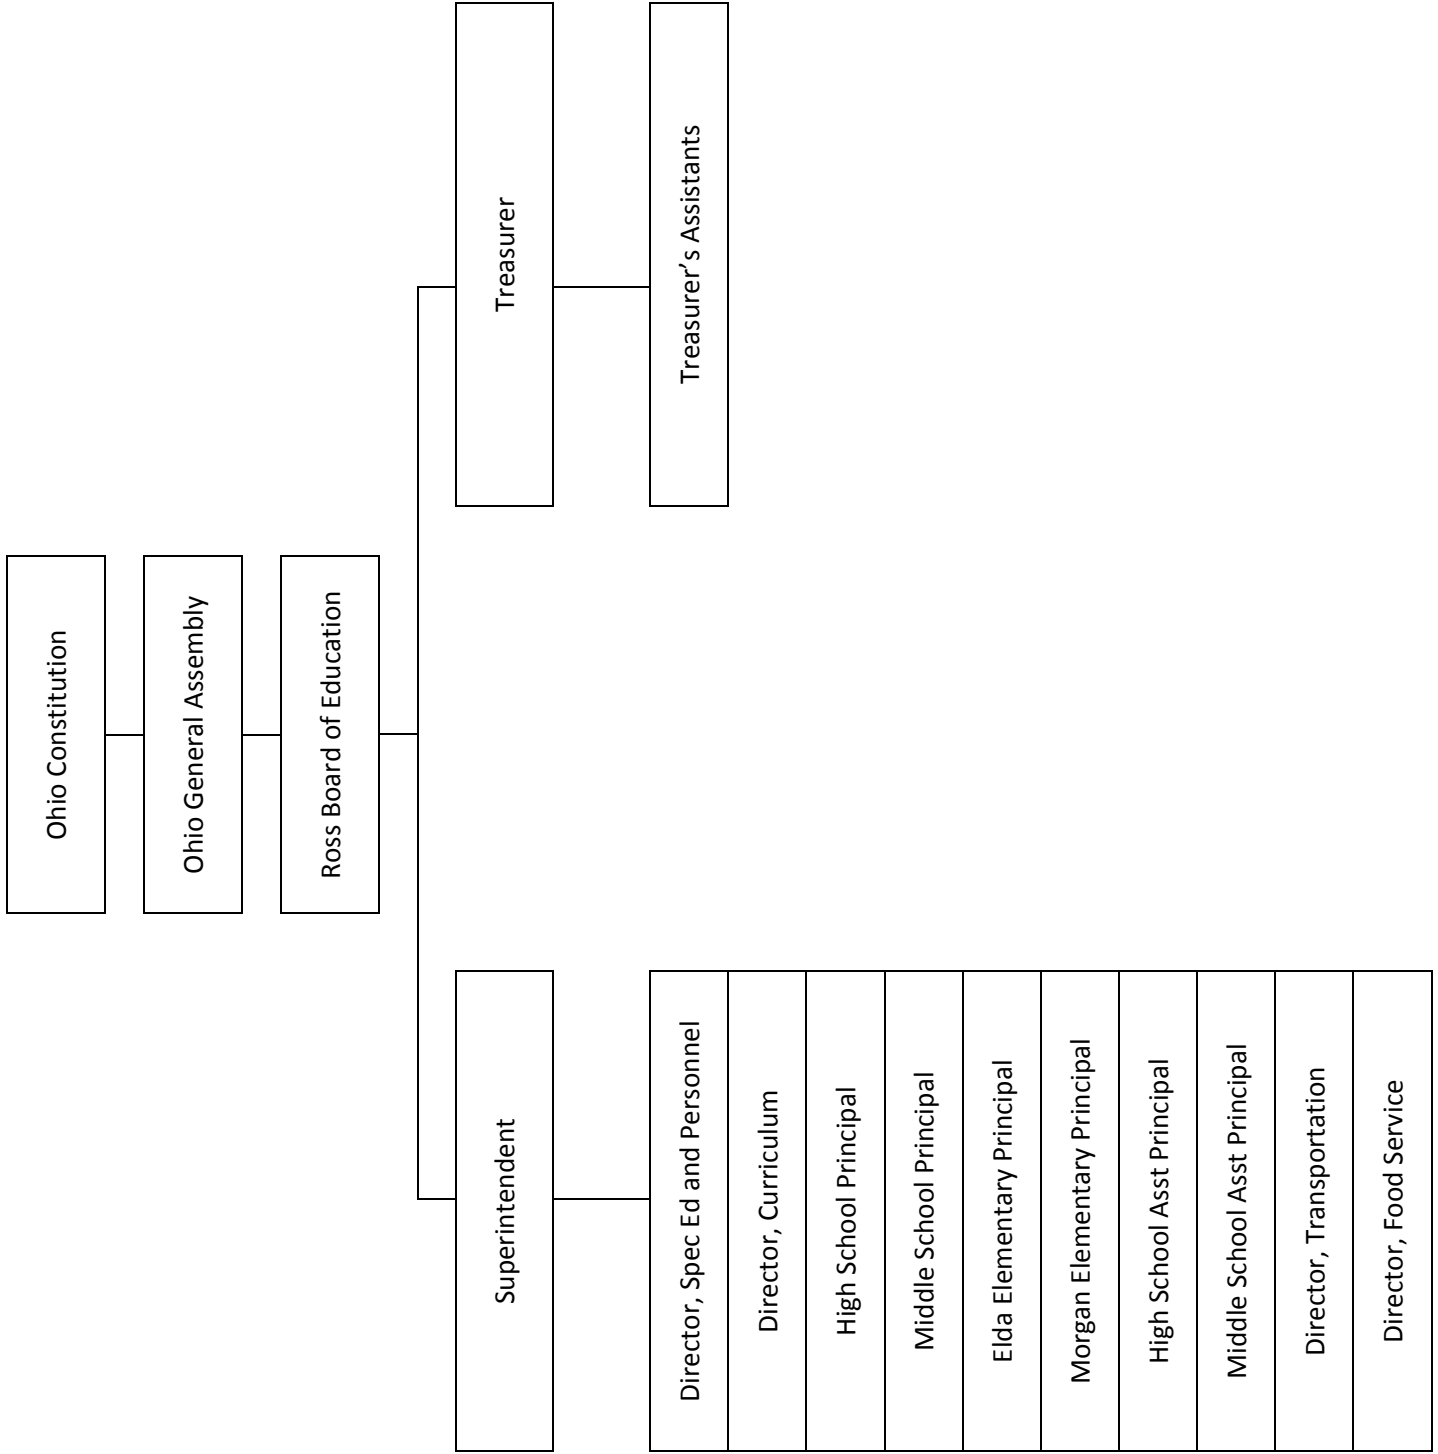 Ohio Constitution
Ohio General Assembly
Ross Board of Education
Superintendent
Treasurer
Director, Spec Ed and Personnel
Director, Curriculum
High School Principal
Middle School Principal
Elda Elementary Principal
Morgan Elementary Principal
High School Asst Principal
Middle School Asst Principal
Director, Transportation
Director, Food Service
Treasurer’s Assistants